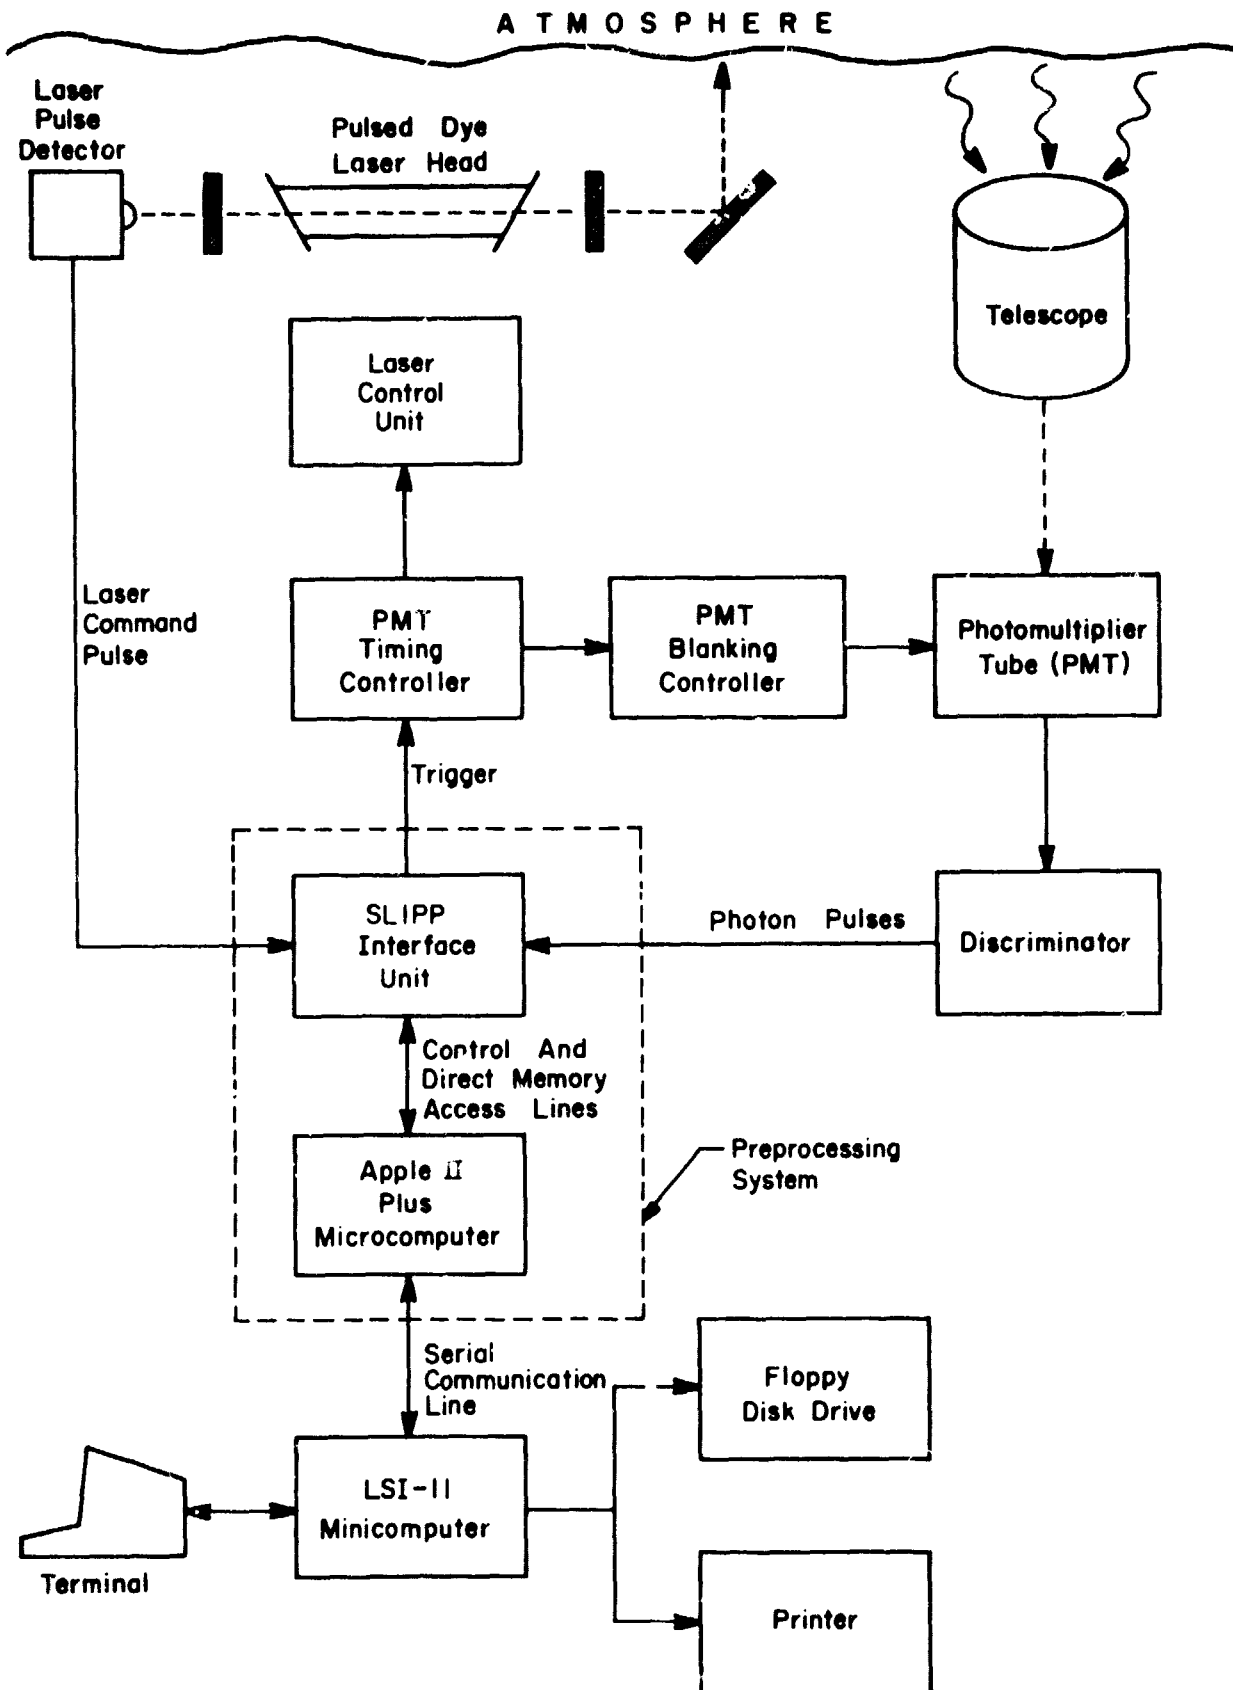 ATMOSPHERE
Laser
Pulse
Detector
Pulsed Dye
Laser Head
Telescope
Laser
Control
Unit
Laser
Command
Pulse
PMT
Timing
Controller
PMT
Blanking
Controller
Photomultiplier
Tube (PMT)
Trigger
SLIPP
Interface
Unit
Photon Pulses
Discriminator
Control And
Direct Memory
Access Lines
Apple II
Plus
Microcomputer
Preprocessing
System
Serial
Communication
Line
Floppy
Disk Drive
LSI-11
Minicomputer
Terminal
Printer